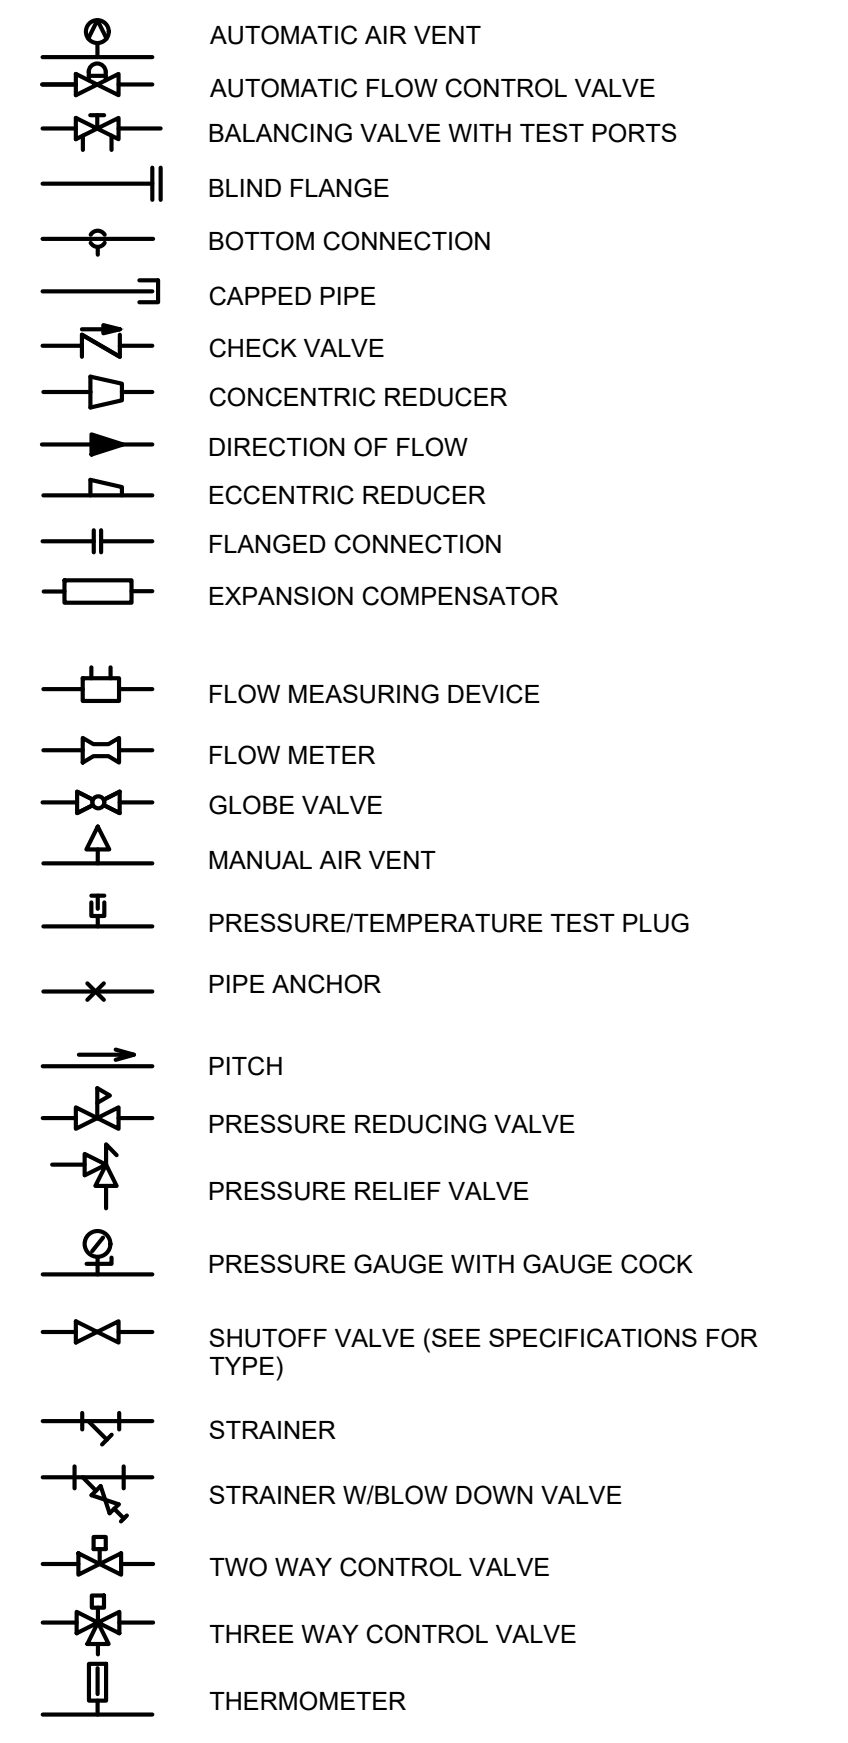 AUTOMATIC AIR VENT
AUTOMATIC FLOW CONTROL VALVE
BALANCING VALVE WITH TEST PORTS
BLIND FLANGE
BOTTOM CONNECTION
CAPPED PIPE
CHECK VALVE
CONCENTRIC REDUCER
DIRECTION OF FLOW
ECCENTRIC REDUCER
FLANGED CONNECTION
EXPANSION COMPENSATOR
FLOW MEASURING DEVICE
FLOW METER
GLOBE VALVE
MANUAL AIR VENT
PRESSURE/TEMPERATURE TEST PLUG
PIPE ANCHOR
PITCH
PRESSURE REDUCING VALVE
PRESSURE RELIEF VALVE
PRESSURE GAUGE WITH GAUGE COCK
SHUTOFF VALVE (SEE SPECIFICATIONS FOR
TYPE)
STRAINER
STRAINER W/BLOW DOWN VALVE
TWO WAY CONTROL VALVE
THREE WAY CONTROL VALVE
THERMOMETER